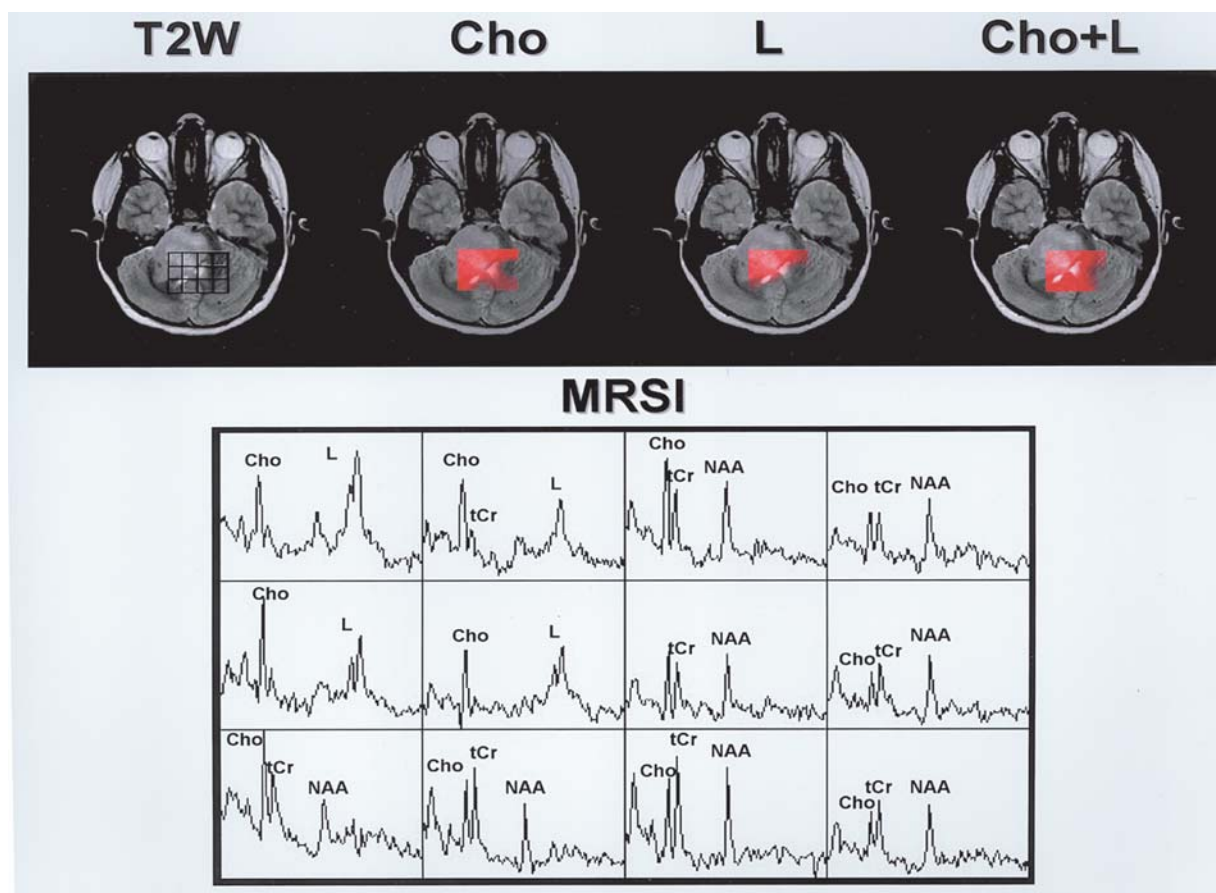 T2W Cho L Cho+L
MRSI
Cho L Cho tCr L Cho tCr NAA Cho tCr NAA
Cho L Cho L tCr NAA Cho tCr NAA
Cho tCr NAA Cho tCr NAA Cho tCr NAA Cho tCr NAA